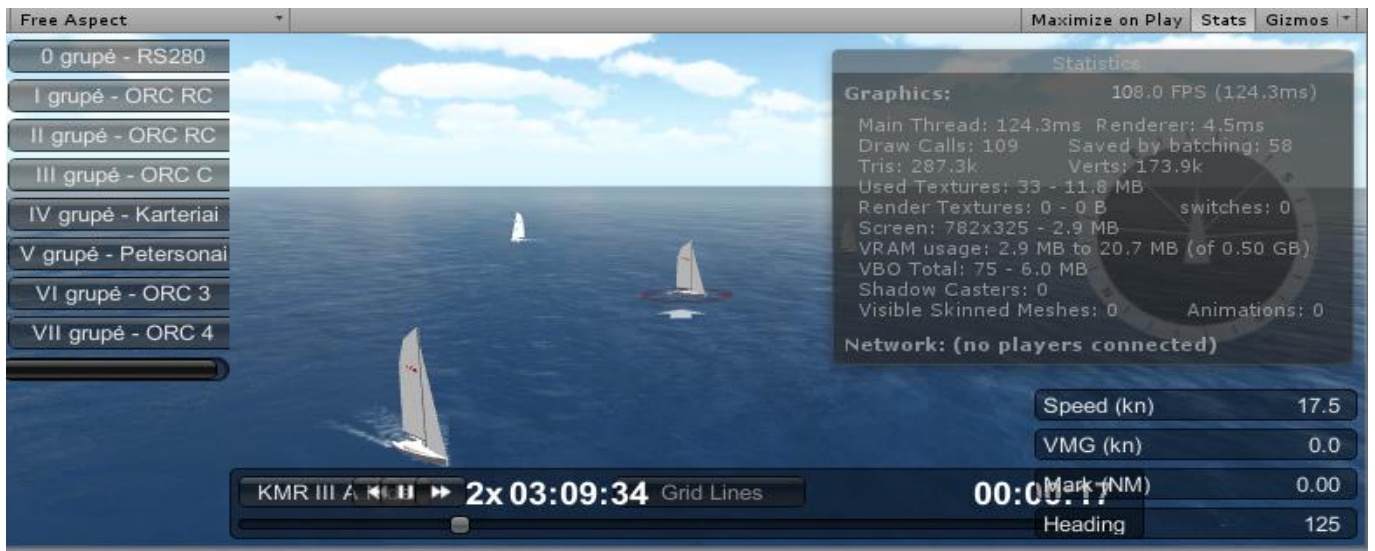 Free Aspect Maximize on Play Stats Gizmos
0 grupė - RS280
I grupė - ORC RC
II grupė - ORC RC
III grupė - ORC C
IV grupė - Karteriai
V grupė - Petersonai
VI grupė - ORC 3
VII grupė - ORC 4
Statistics
Graphics: 108.0 FPS (124.3ms)
Main Thread: 124.3ms Renderer: 4.5ms
Draw Calls: 109 Saved by batching: 58
Tris: 287.3k Verts: 173.9k
Used Textures: 33 - 11.8 MB
Render Textures: 0 - 0 B switches: 0
Screen: 782x325 - 2.9 MB
VRAM usage: 2.9 MB to 20.7 MB (of 0.50 GB)
VBO Total: 75 - 6.0 MB
Shadow Casters: 0
Visible Skinned Meshes: 0 Animations: 0
Network: (no players connected)
Speed (kn) 17.5
VMG (kn) 0.0
Mark (NM) 0.00
Heading 125
KMR III A 2x 03:09:34 Grid Lines 00:00:17